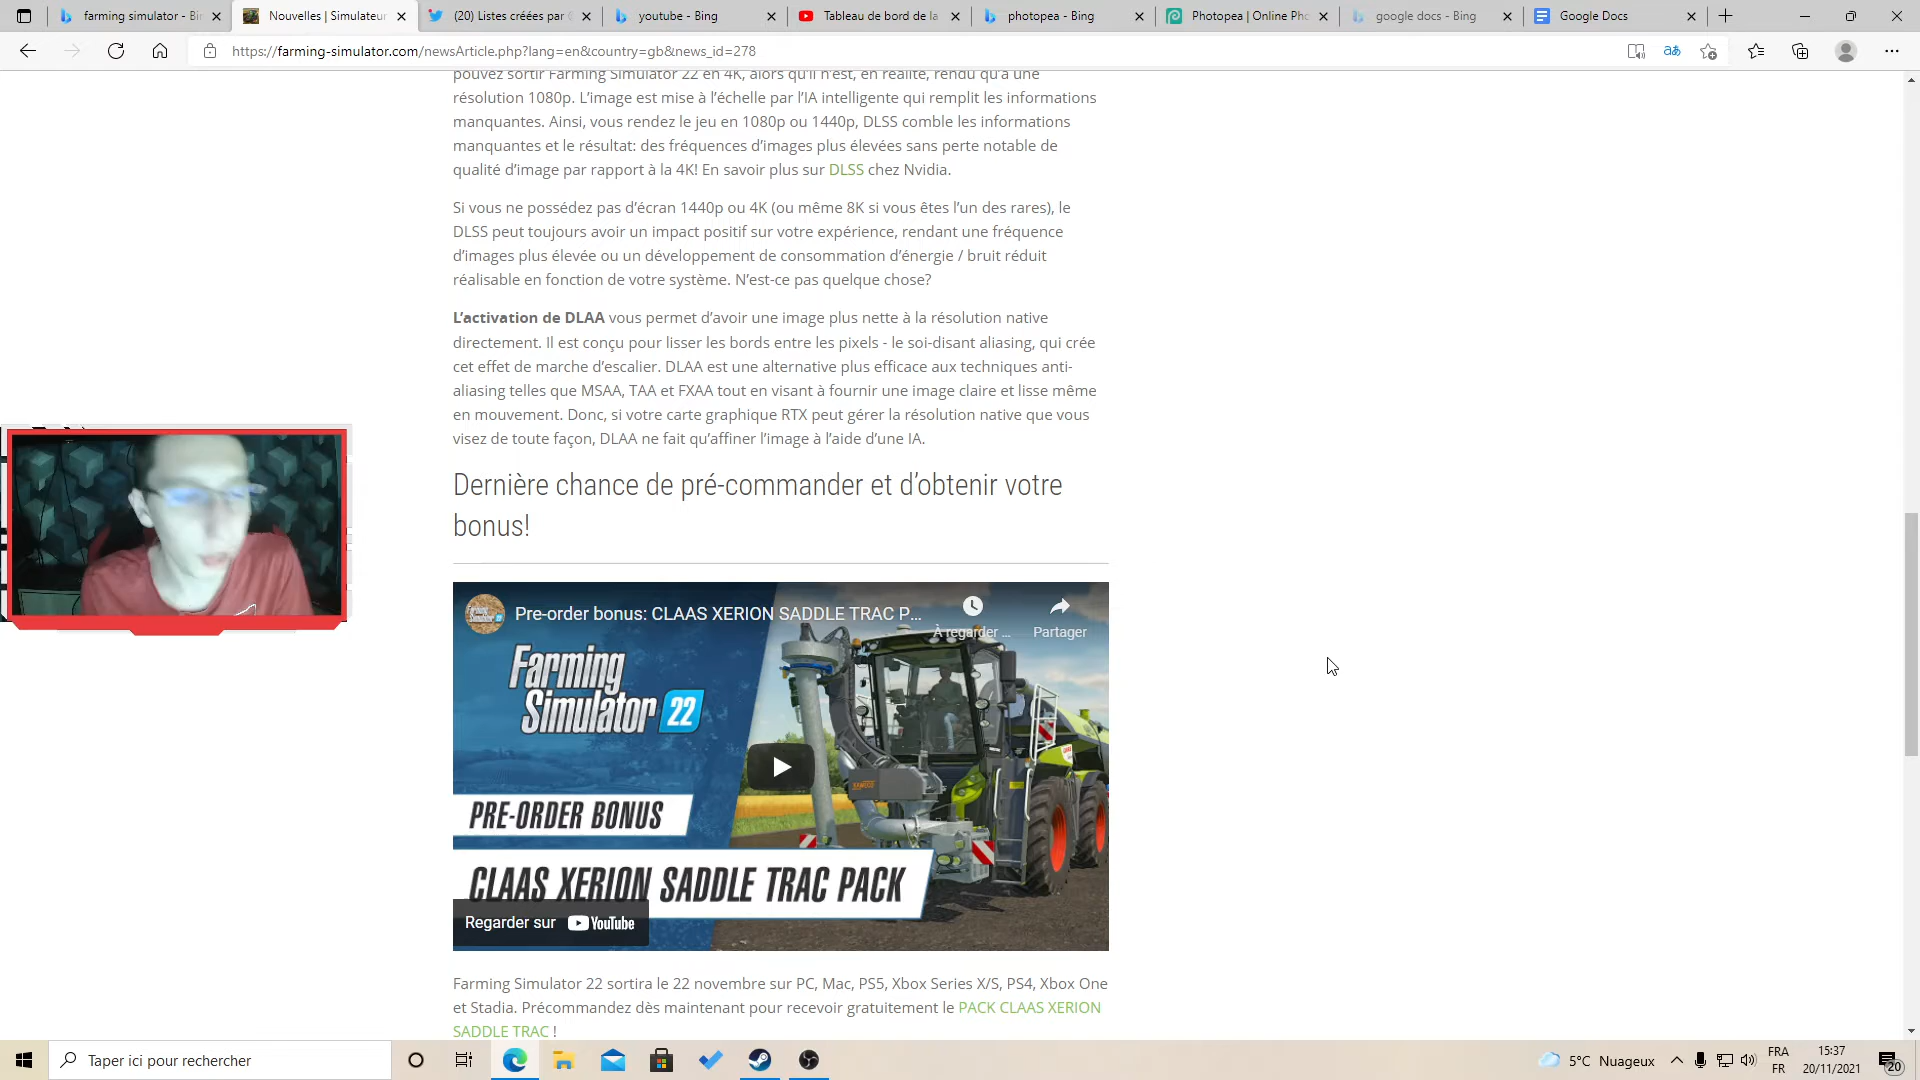 farming simulator - Bi
Nouvelles | Simulateur
(20) Listes créées par
youtube - Bing
Tableau de bord de la
photopea - Bing
Photopea | Online Pho
google docs - Bing
Google Docs
https://farming-simulator.com/newsArticle.php?lang=en&country=gb&news_id=278
pouvez sortir Farming Simulator 22 en 4K, alors qu'il n'est, en réalité, rendu qu'à une
résolution 1080p. L'image est mise à l'échelle par l'IA intelligente qui remplit les informations
manquantes. Ainsi, vous rendez le jeu en 1080p ou 1440p, DLSS comble les informations
manquantes et le résultat: des fréquences d'images plus élevées sans perte notable de
qualité d'image par rapport à la 4K! En savoir plus sur DLSS chez Nvidia.
Si vous ne possédez pas d'écran 1440p ou 4K (ou même 8K si vous êtes l'un des rares), le
DLSS peut toujours avoir un impact positif sur votre expérience, rendant une fréquence
d'images plus élevée ou un développement de consommation d'énergie / bruit réduit
réalisable en fonction de votre système. N'est-ce pas quelque chose?
L'activation de DLAA vous permet d'avoir une image plus nette à la résolution native
directement. Il est conçu pour lisser les bords entre les pixels - le soi-disant aliasing, qui crée
cet effet de marche d'escalier. DLAA est une alternative plus efficace aux techniques anti-
aliasing telles que MSAA, TAA et FXAA tout en visant à fournir une image claire et lisse même
en mouvement. Donc, si votre carte graphique RTX peut gérer la résolution native que vous
visez de toute façon, DLAA ne fait qu'affiner l'image à l'aide d'une IA.
Dernière chance de pré-commander et d'obtenir votre
bonus!
Pre-order bonus: CLAAS XERION SADDLE TRAC P...
À regarder ...
Partager
Farming
Simulator 22
PRE-ORDER BONUS
CLAAS XERION SADDLE TRAC PACK
Regarder sur YouTube
Farming Simulator 22 sortira le 22 novembre sur PC, Mac, PS5, Xbox Series X/S, PS4, Xbox One
et Stadia. Précommandez dès maintenant pour recevoir gratuitement le PACK CLAAS XERION
SADDLE TRAC !
Taper ici pour rechercher
5°C Nuageux
FRA
FR
15:37
20/11/2021
20